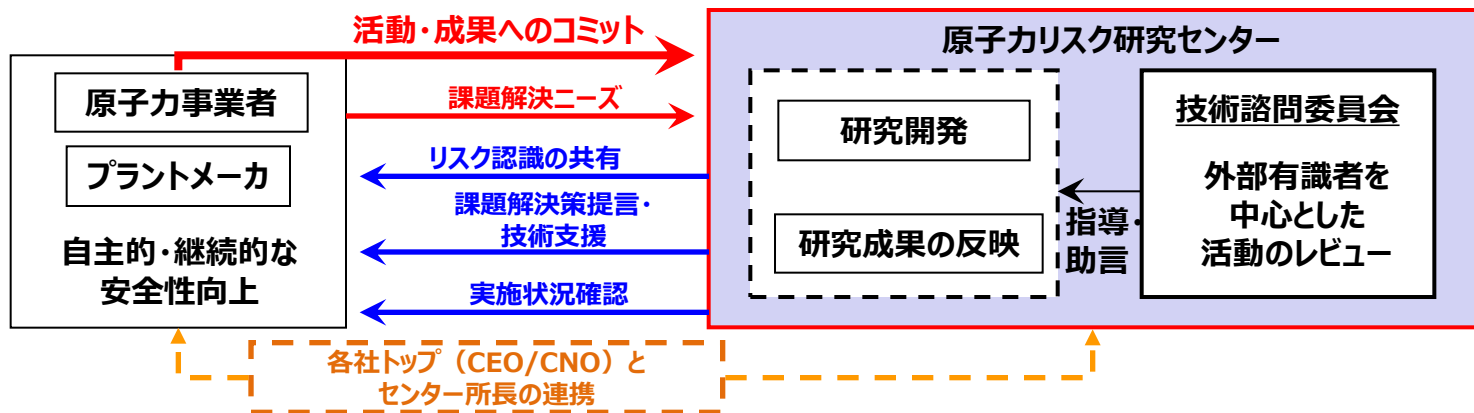 活動・成果へのコミット
原子力事業者
プラントメーカ
自主的・継続的な
安全性向上
課題解決ニーズ
リスク認識の共有
課題解決策提言・
技術支援
実施状況確認
原子力リスク研究センター
研究開発
研究成果の反映
指導・
助言
技術諮問委員会
外部有識者を
中心とした
活動のレビュー
各社トップ（CEO/CNO）と
センター所長の連携